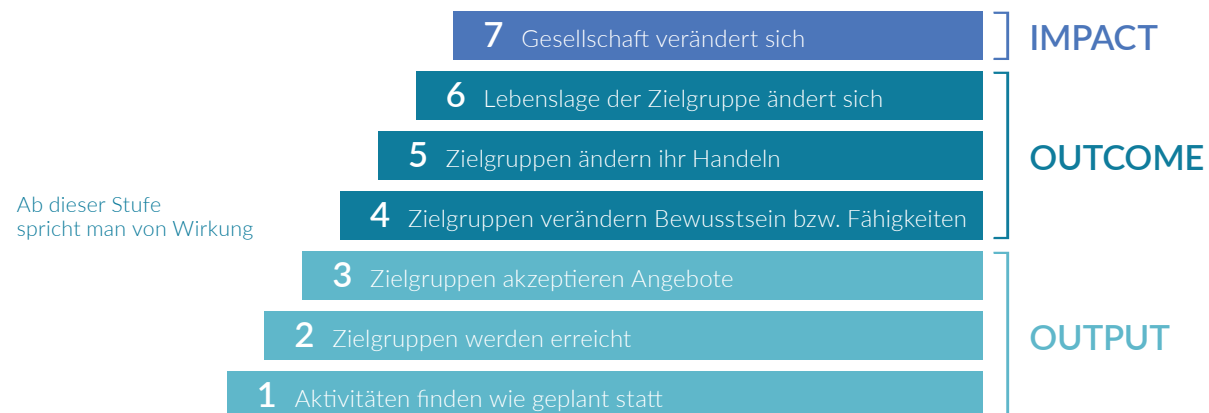 7 Gesellschaft verändert sich
IMPACT
6 Lebenslage der Zielgruppe ändert sich
5 Zielgruppen ändern ihr Handeln
OUTCOME
Ab dieser Stufe
spricht man von Wirkung
4 Zielgruppen verändern Bewusstsein bzw. Fähigkeiten
3 Zielgruppen akzeptieren Angebote
2 Zielgruppen werden erreicht
OUTPUT
1 Aktivitäten finden wie geplant statt